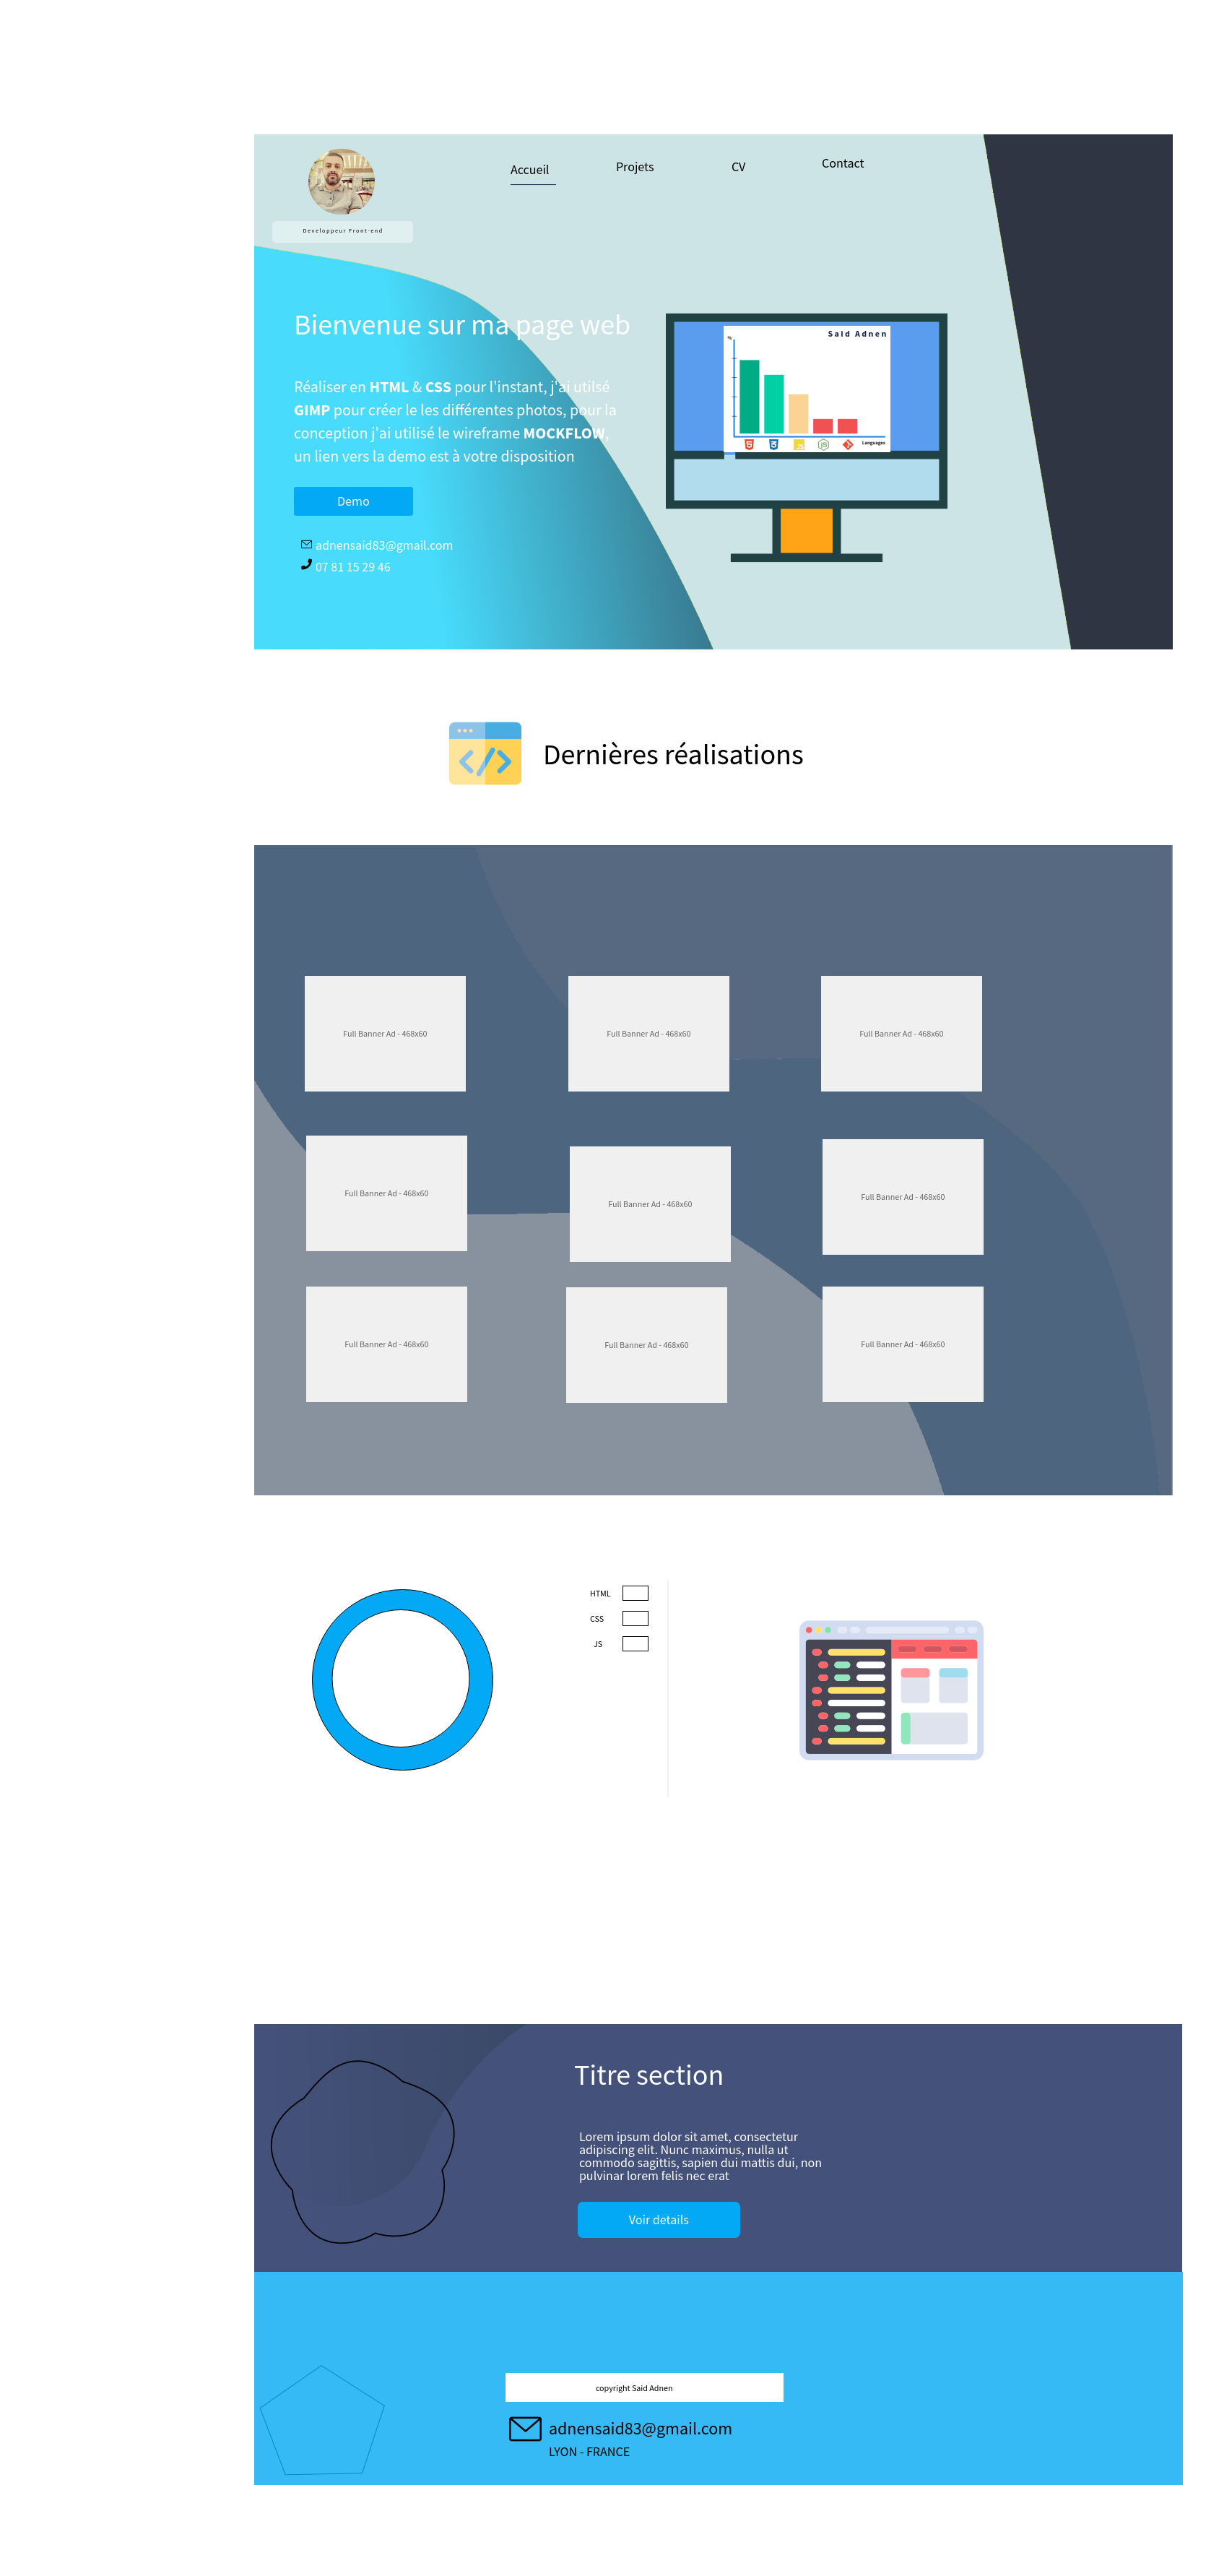 Accueil
Projets
CV
Contact
Developpeur Front-end
Bienvenue sur ma page web
Réaliser en HTML & CSS pour l'instant, j'ai utilsé
GIMP pour créer le les différentes photos, pour la
conception j'ai utilisé le wireframe MOCKFLOW,
un lien vers la demo est à votre disposition
Demo
adnensaid83@gmail.com
07 81 15 29 46
Said Adnen
%
JS
Languages
Dernières réalisations
Full Banner Ad - 468x60
Full Banner Ad - 468x60
Full Banner Ad - 468x60
Full Banner Ad - 468x60
Full Banner Ad - 468x60
Full Banner Ad - 468x60
Full Banner Ad - 468x60
Full Banner Ad - 468x60
Full Banner Ad - 468x60
HTML
CSS
JS
Titre section
Lorem ipsum dolor sit amet, consectetur
adipiscing elit. Nunc maximus, nulla ut
commodo sagittis, sapien dui mattis dui, non
pulvinar lorem felis nec erat
Voir details
copyright Said Adnen
adnensaid83@gmail.com
LYON - FRANCE